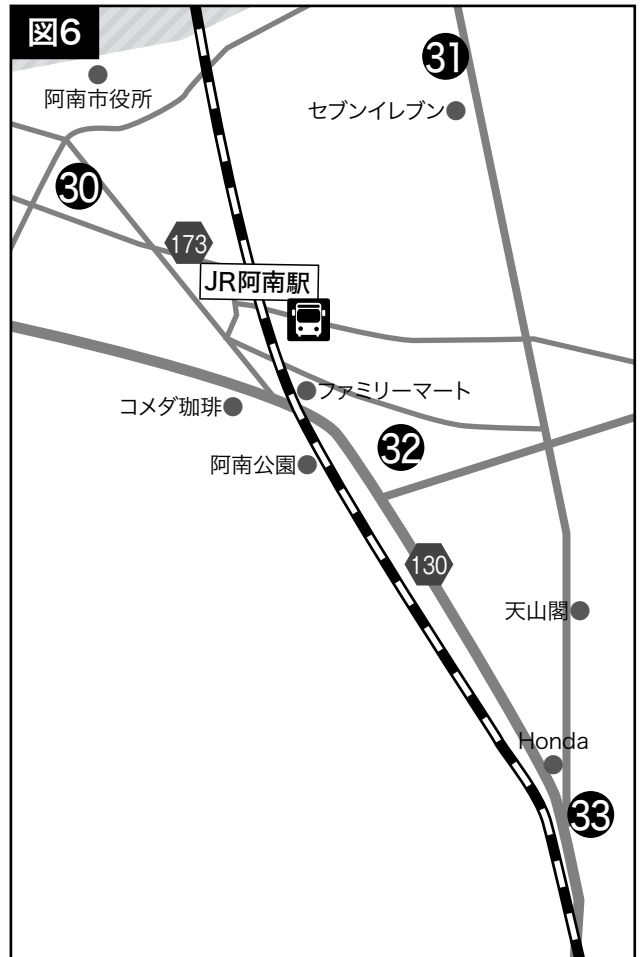 図6
阿南市役所
31
セブンイレブン
30
173
JR阿南駅
ファミリーマート
コメダ珈琲
32
阿南公園
130
天山閣
Honda
33